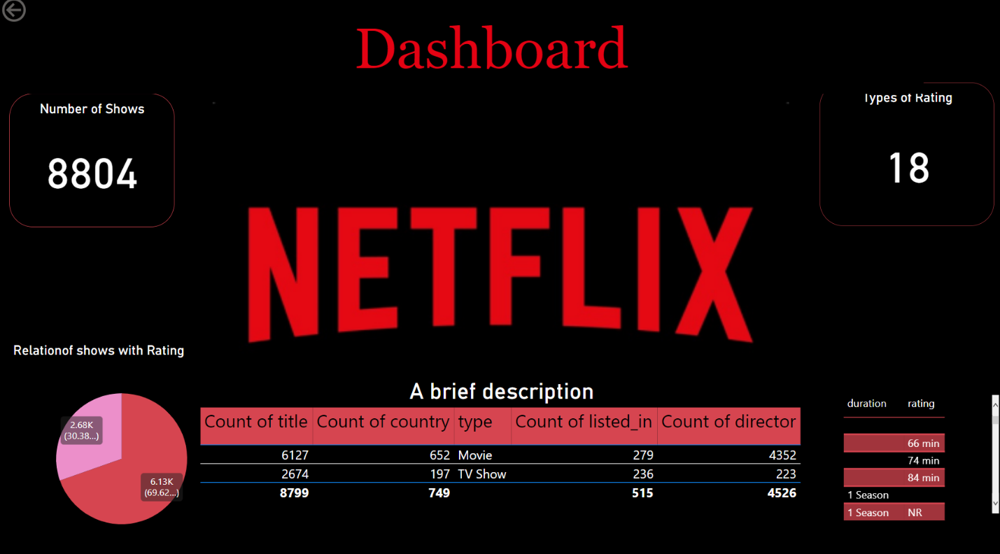 Dashboard
Number of Shows
8804
Types of Rating
18
NETFLIX
Relationof shows with Rating
2.68K
(30.38...)
6.13K
(69.62...)
A brief description
Count of title Count of country type Count of listed_in Count of director
6127 652 Movie 279 4352
2674 197 TV Show 236 223
8799 749 515 4526
duration rating
66 min
74 min
84 min
1 Season
1 Season NR